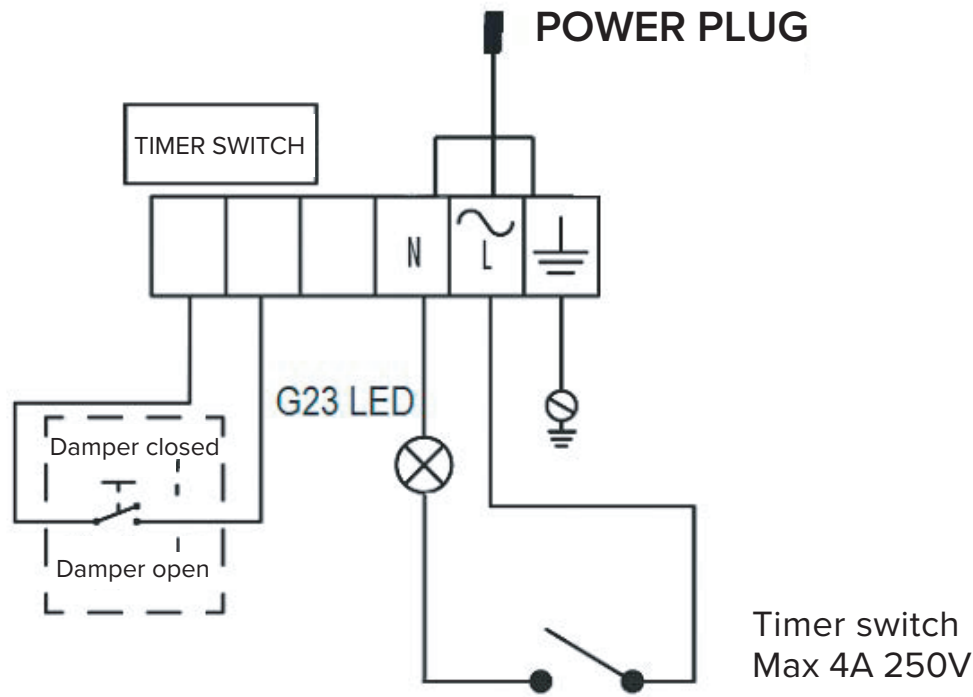 POWER PLUG
TIMER SWITCH
N
L
G23 LED
Damper closed
Damper open
Timer switch
Max 4A 250V